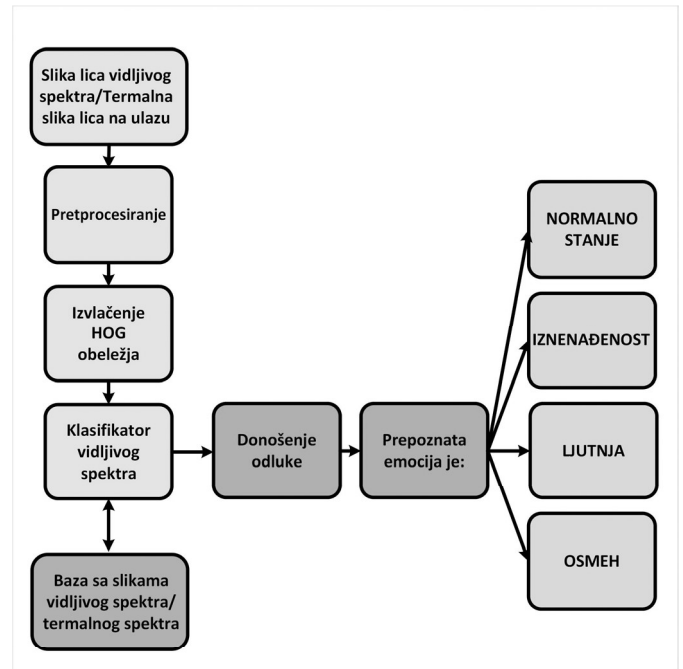 Slika lica vidljivog
spektra/Termalna
slika lica na ulazu
Pretprocesiranje
Izvlačenje
HOG
obeležja
Klasifikator
vidljivog
spektra
Donošenje
odluke
Prepoznata
emocija je:
NORMALNO
STANJE
IZNENAĐENOST
LJUTNJA
OSMEH
Baza sa slikama
vidljivog spektra/
termalnog spektra